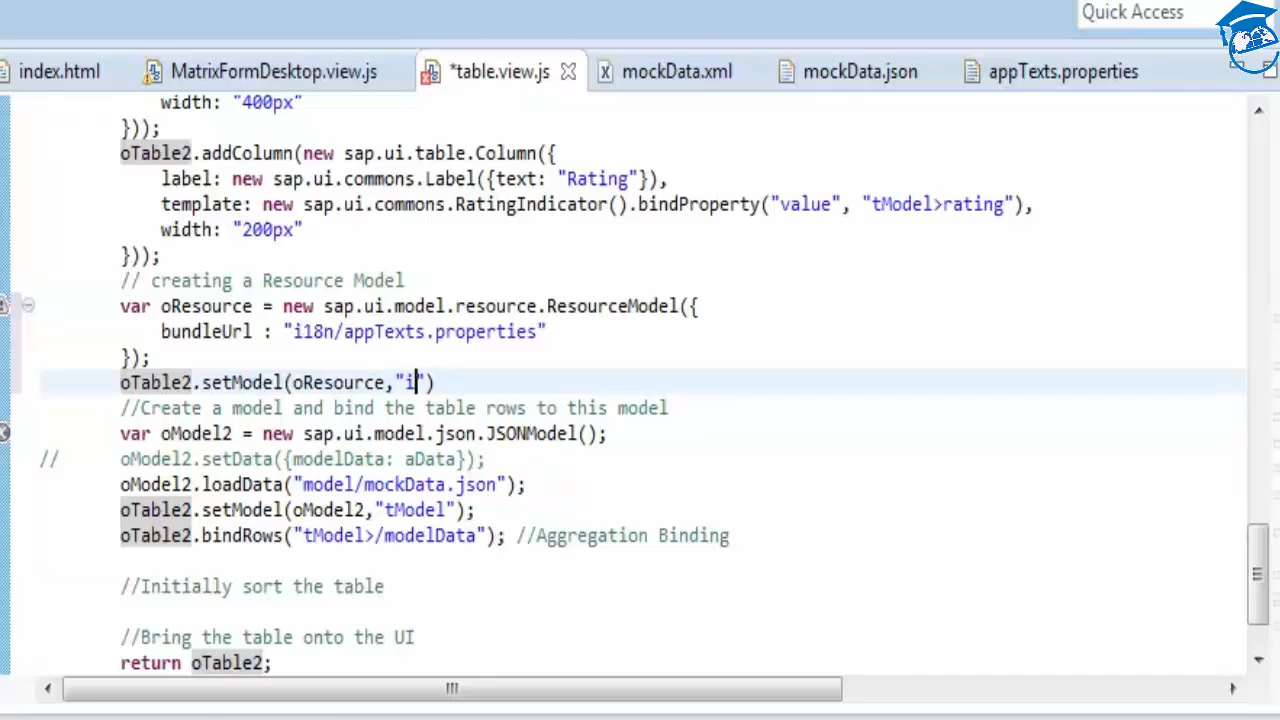 Quick Access
index.html MatrixFormDesktop.view.js *table.view.js mockData.xml mockData.json appTexts.properties
width: "400px"
}));
oTable2.addColumn(new sap.ui.table.Column({
label: new sap.ui.commons.Label({text: "Rating"}),
template: new sap.ui.commons.RatingIndicator().bindProperty("value", "tModel>rating"),
width: "200px"
}));
// creating a Resource Model
var oResource = new sap.ui.model.resource.ResourceModel({
bundleUrl : "i18n/appTexts.properties"
});
oTable2.setModel(oResource,"i")
//Create a model and bind the table rows to this model
var oModel2 = new sap.ui.model.json.JSONModel();
// oModel2.setData({modelData: aData});
oModel2.loadData("model/mockData.json");
oTable2.setModel(oModel2,"tModel");
oTable2.bindRows("tModel>/modelData"); //Aggregation Binding
//Initially sort the table
//Bring the table onto the UI
return oTable2;